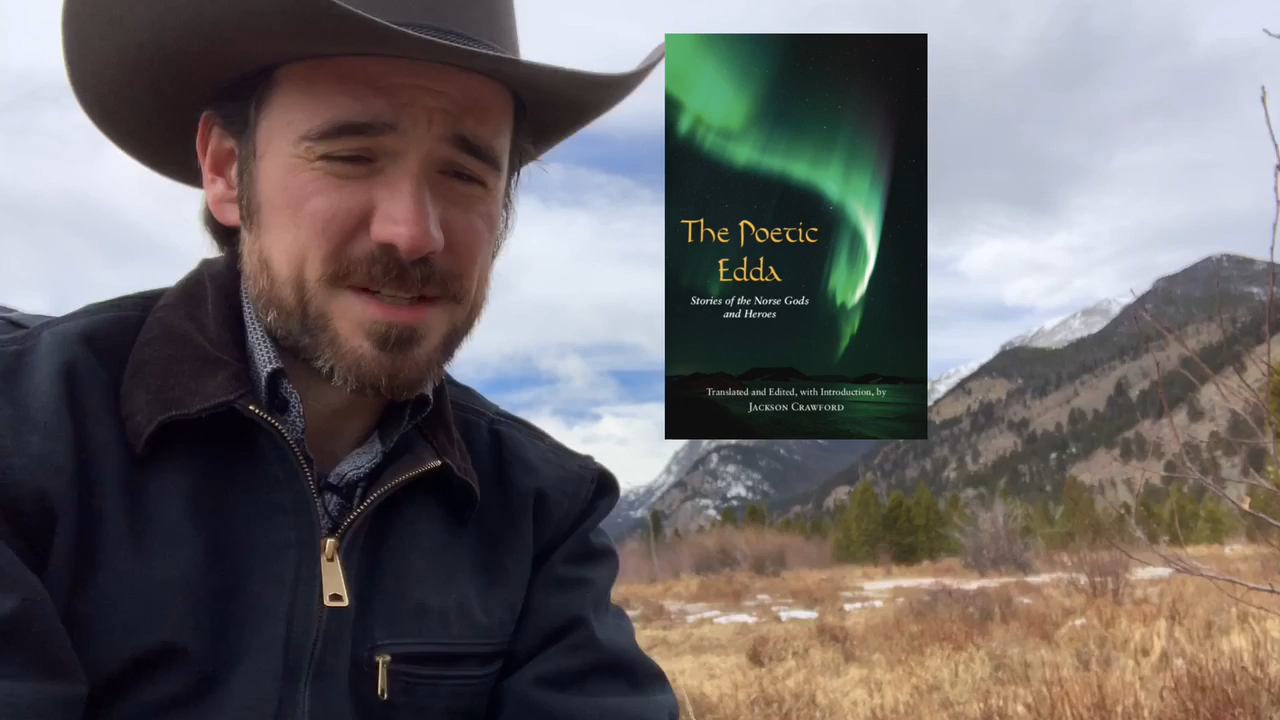 The Poetic
Edda
Stories of the Norse Gods
and Heroes
Translated and Edited, with Introduction, by
Jackson Crawford